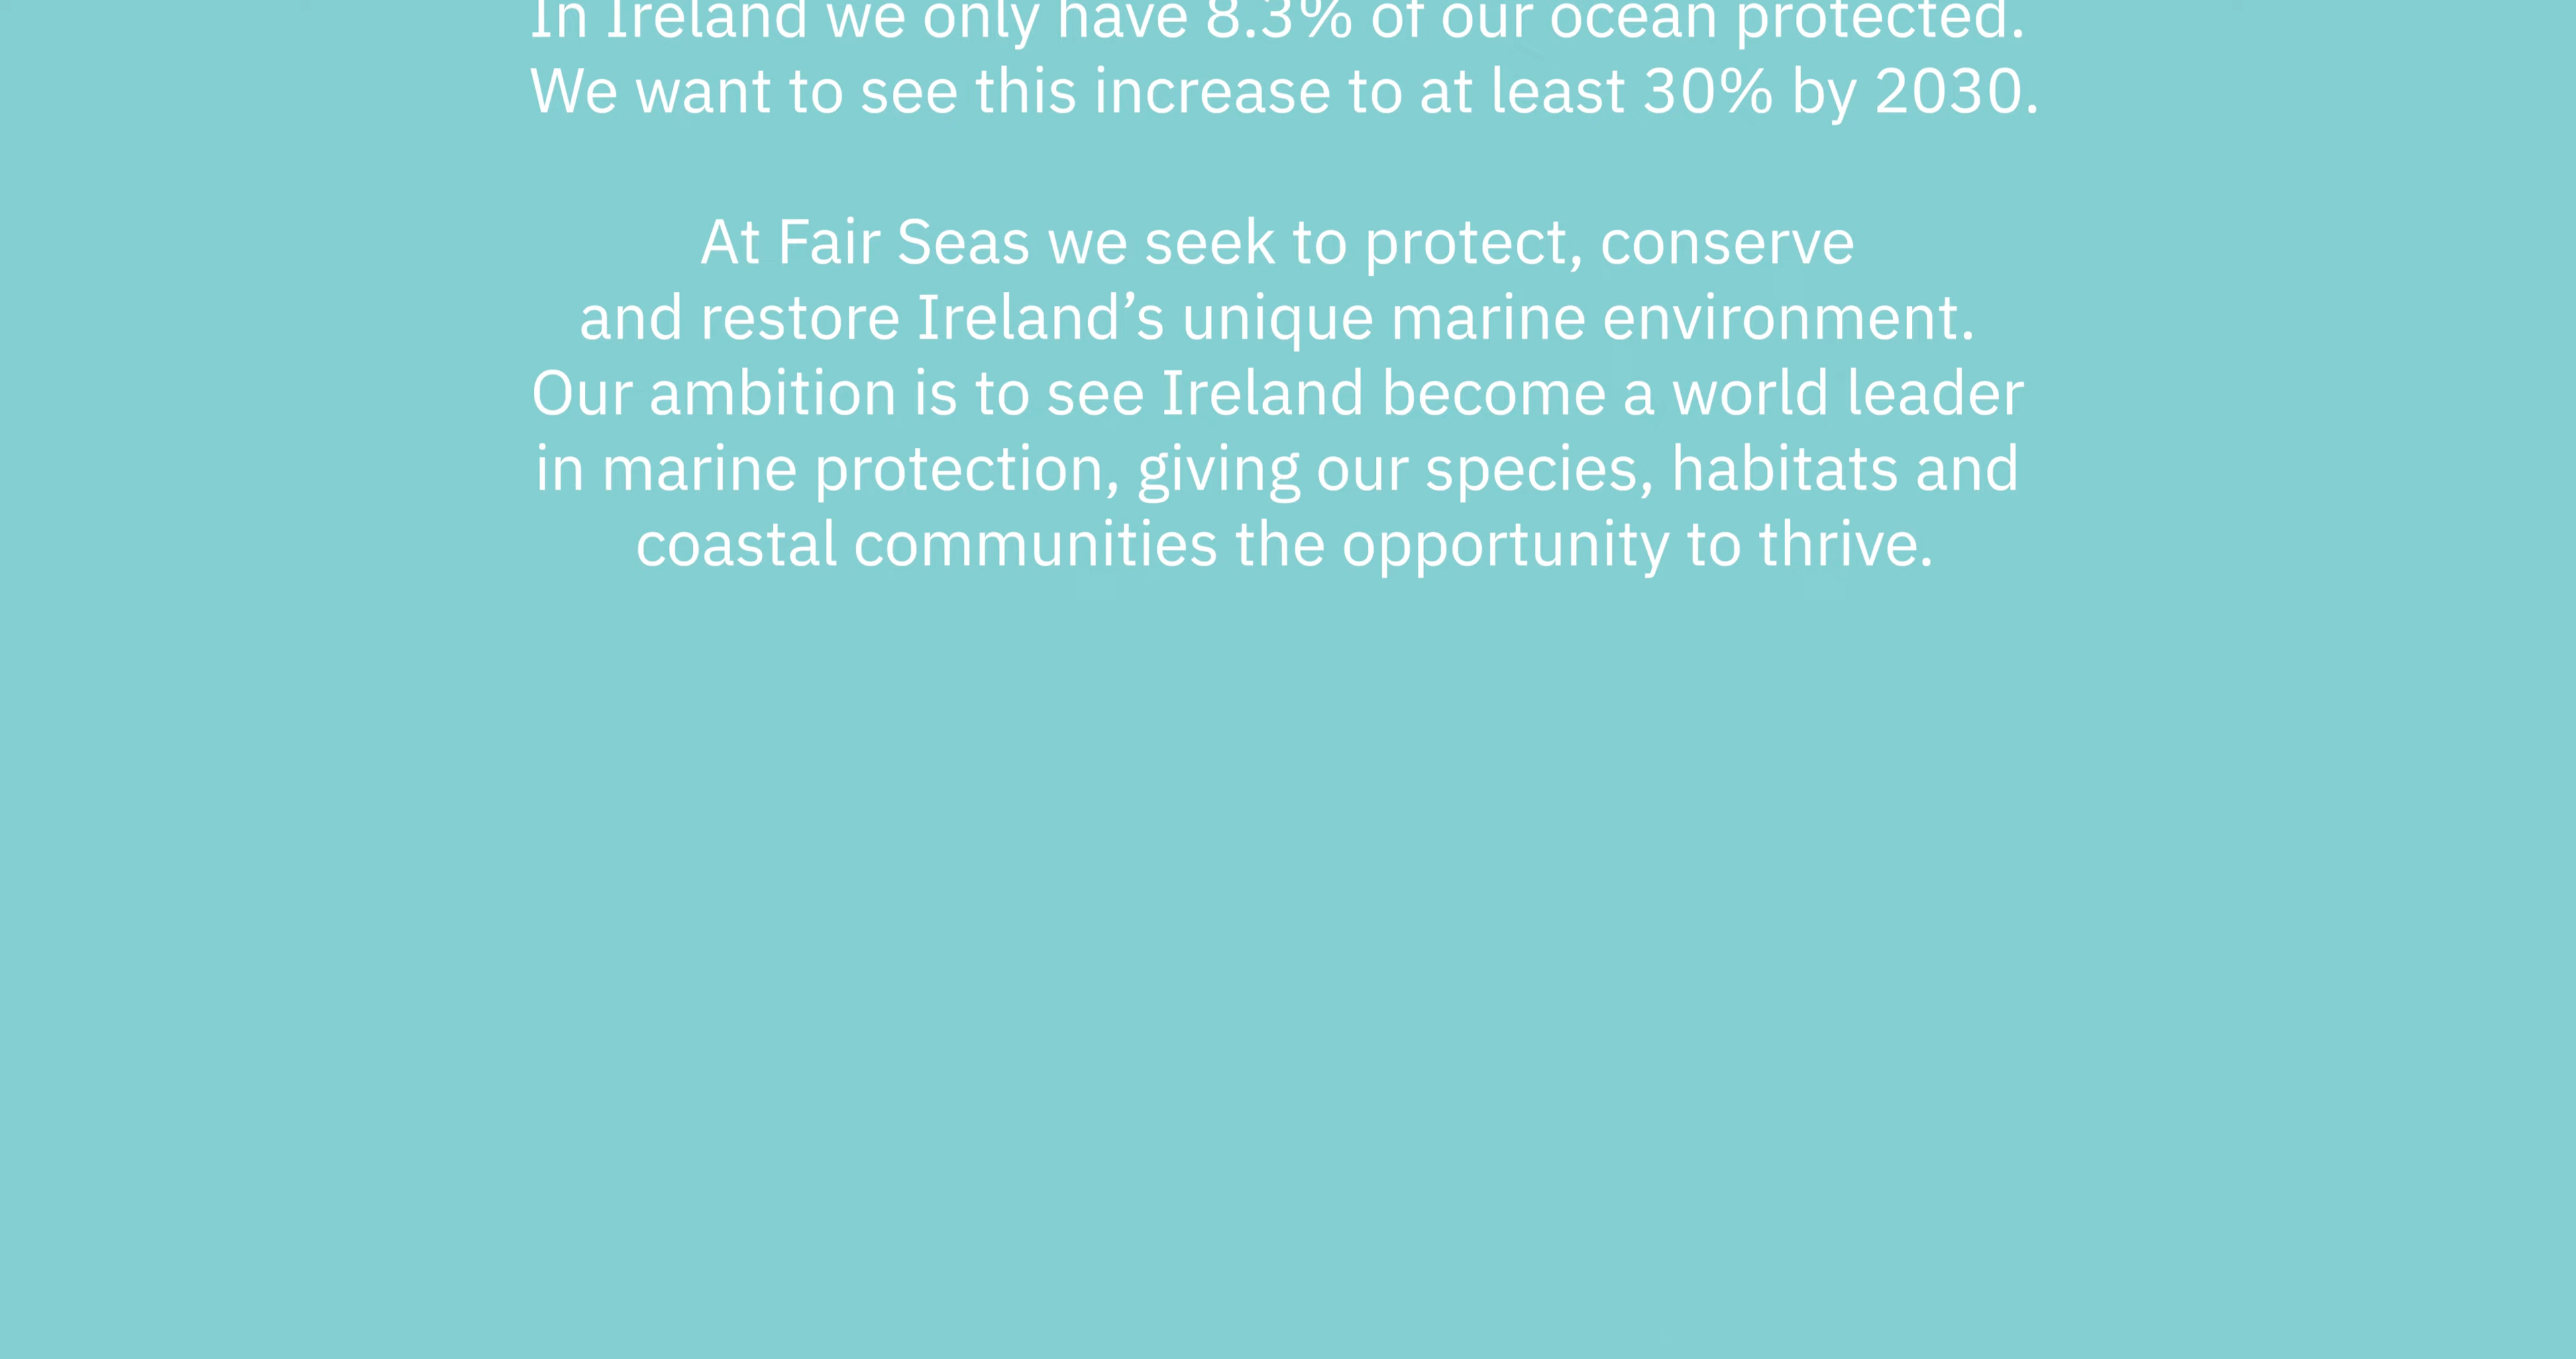 In Ireland we only have 8.3% of our ocean protected.
We want to see this increase to at least 30% by 2030.
At Fair Seas we seek to protect, conserve
and restore Ireland’s unique marine environment.
Our ambition is to see Ireland become a world leader
in marine protection, giving our species, habitats and
coastal communities the opportunity to thrive.